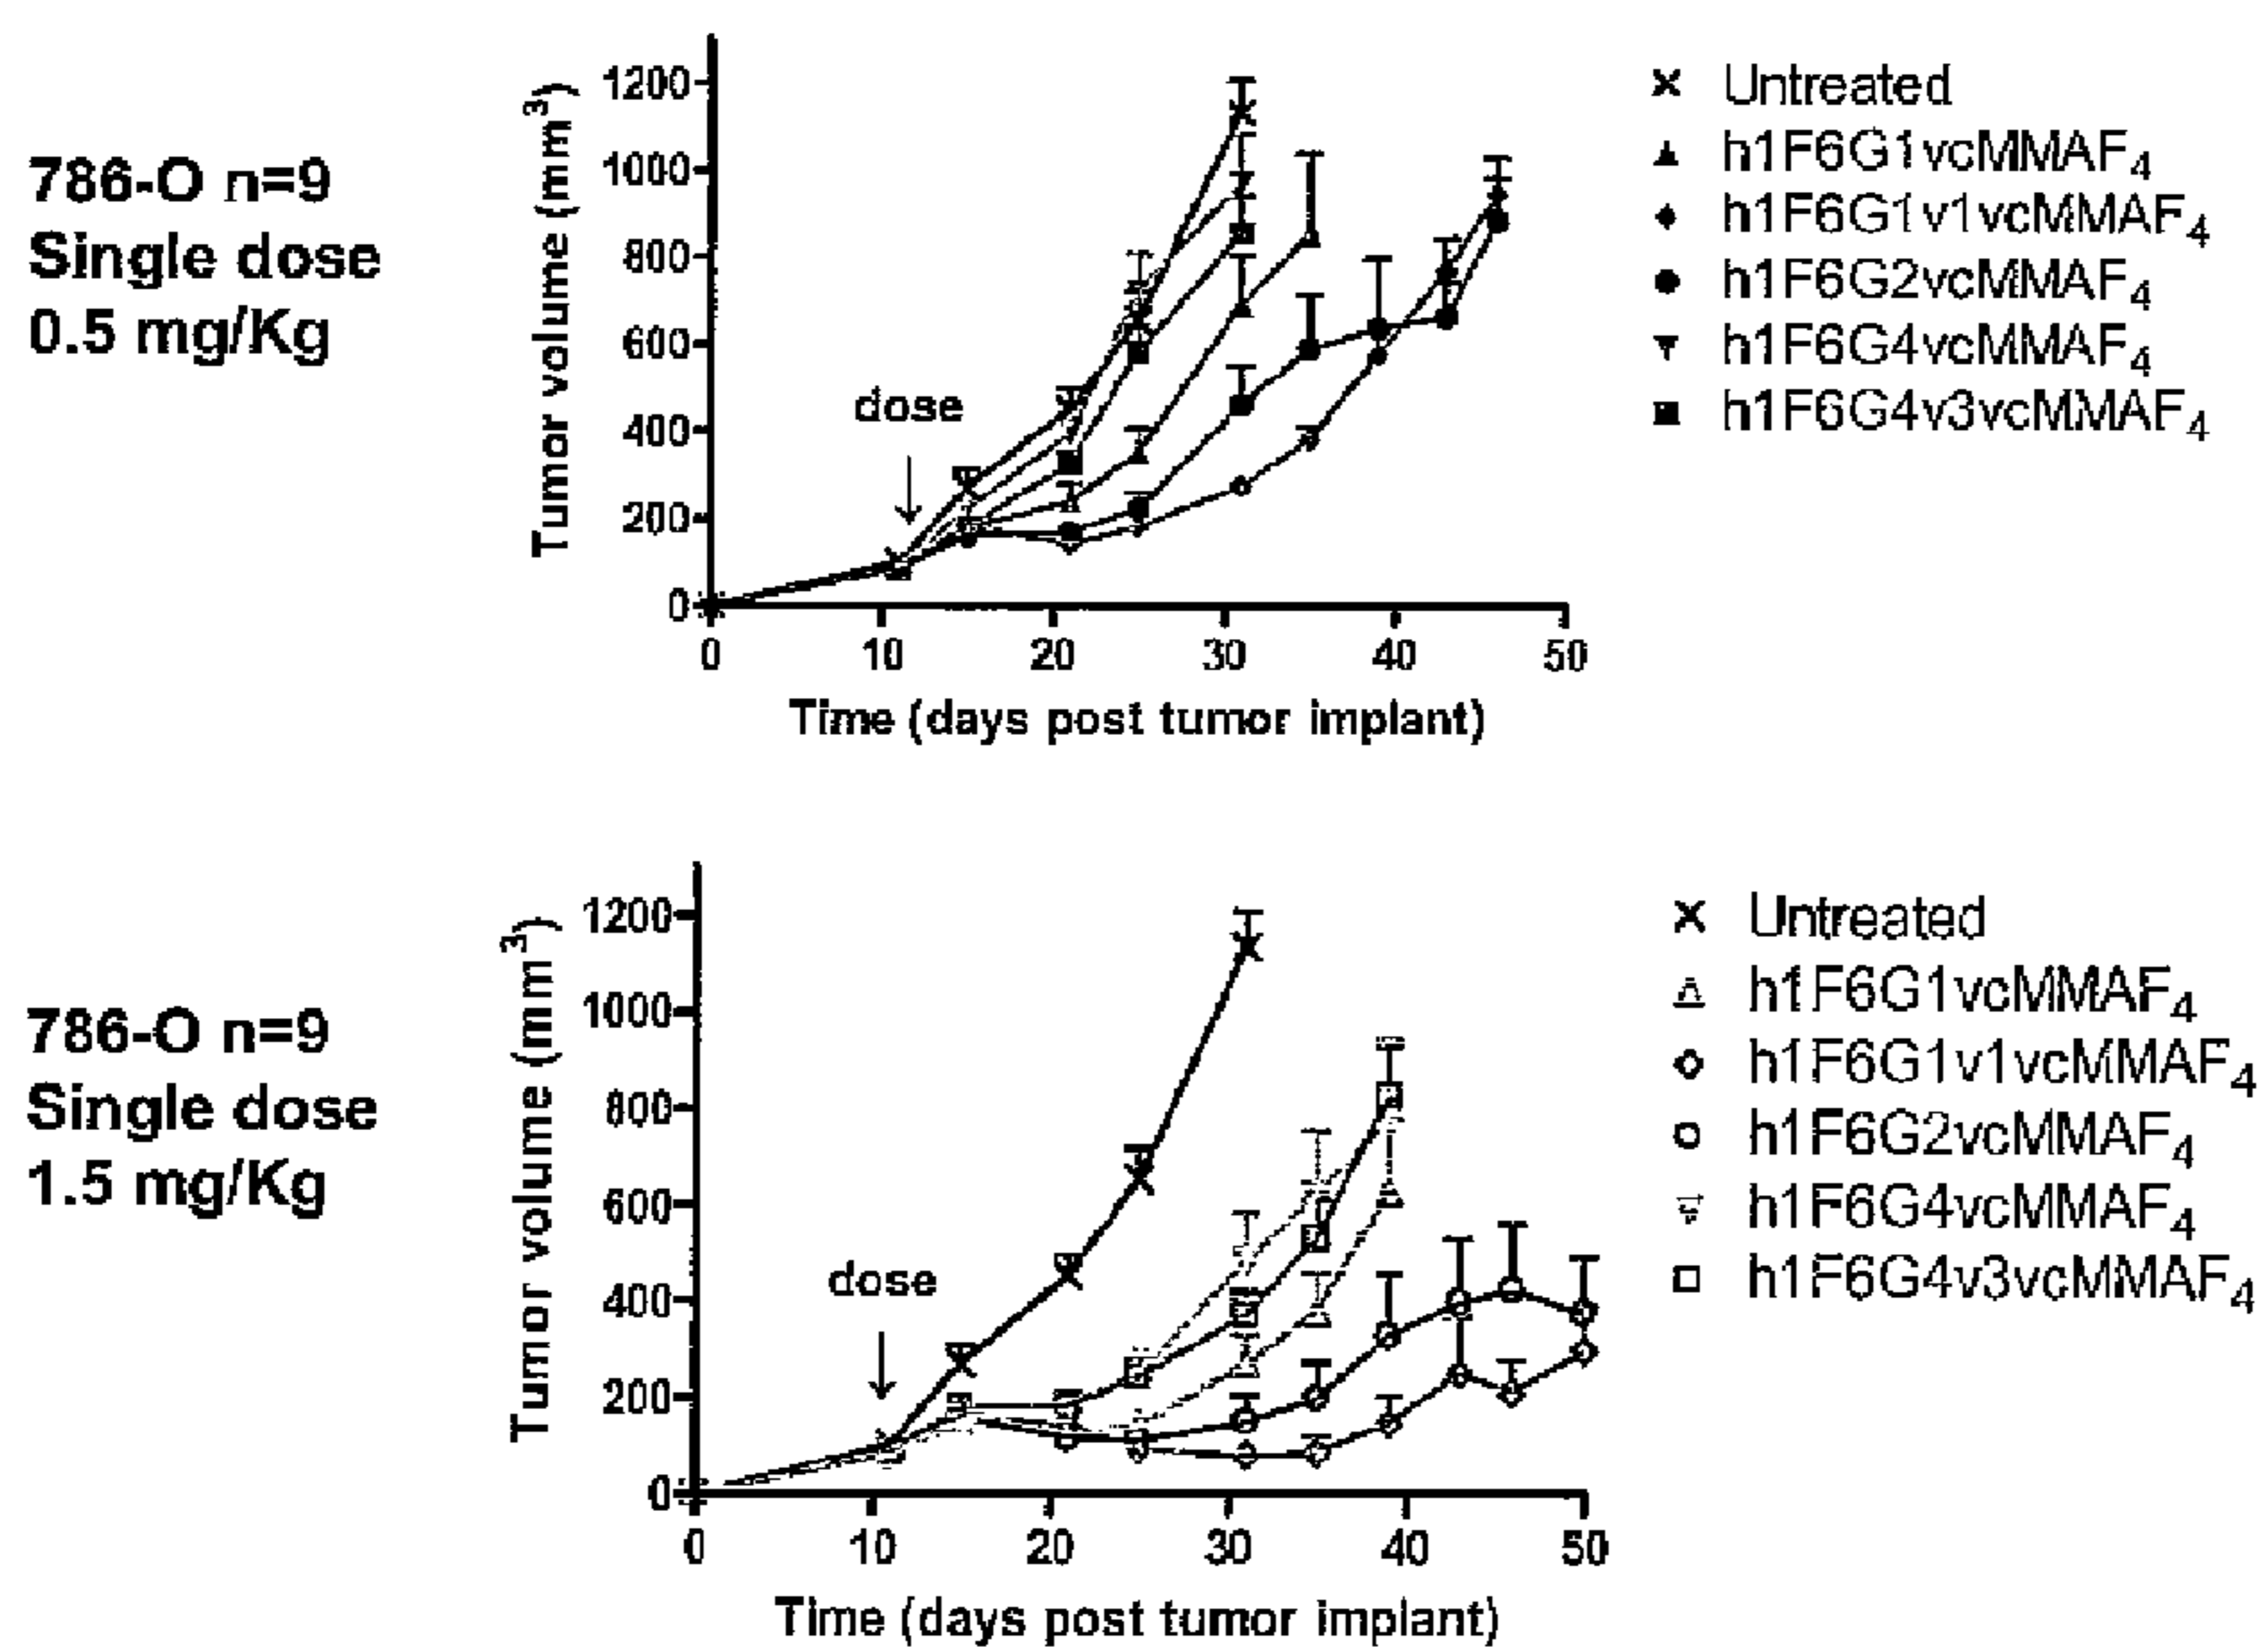 786-O n=9
Single dose
0.5 mg/Kg
Tumor volume (mm³)
1200
1000
800
600
400
200
0
dose
0 10 20 30 40 50
Time (days post tumor implant)
Untreated
h1F6G1vcMMAF₄
h1F6G1v1vcMMAF₄
h1F6G2vcMMAF₄
h1F6G4vcMMAF₄
h1F6G4v3vcMMAF₄
786-O n=9
Single dose
1.5 mg/Kg
Tumor volume (mm³)
1200
1000
800
600
400
200
0
dose
0 10 20 30 40 50
Time (days post tumor implant)
Untreated
h1F6G1vcMMAF₄
h1F6G1v1vcMMAF₄
h1F6G2vcMMAF₄
h1F6G4vcMMAF₄
h1F6G4v3vcMMAF₄